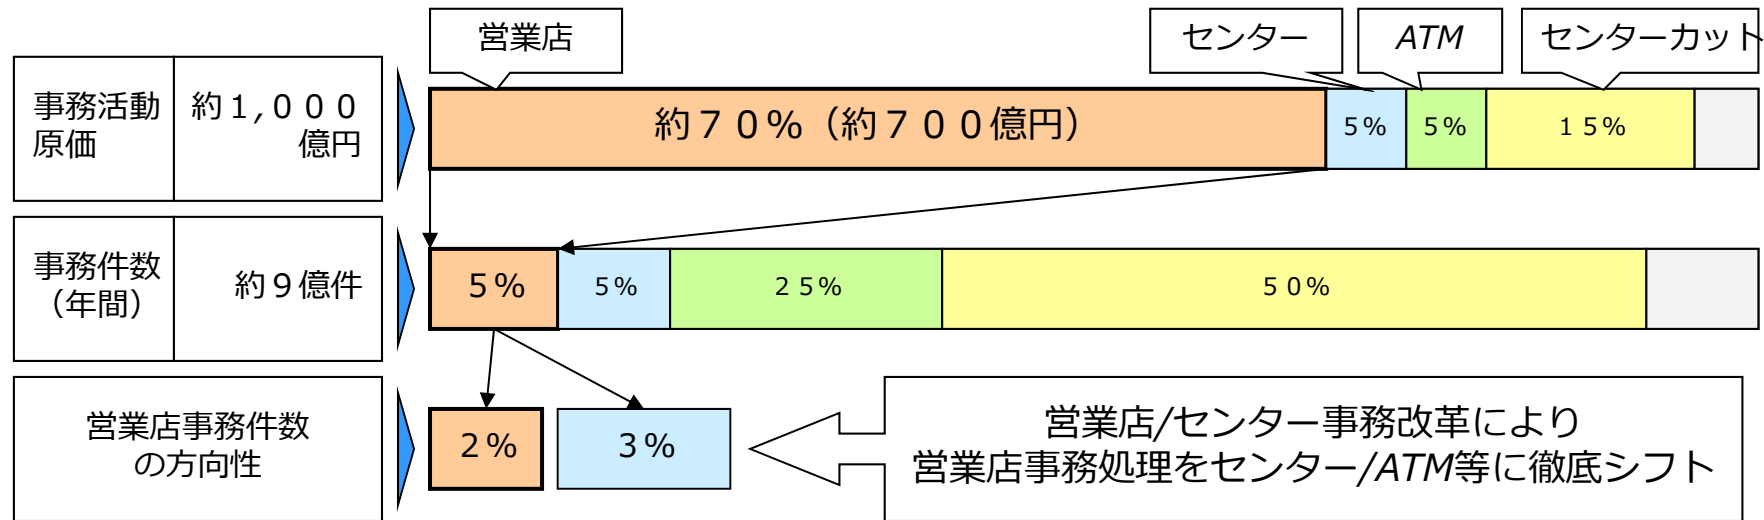 営業店
センター
ATM
センターカット
事務活動
原価
約１,０００
億円
約７０%（約７００億円）
5%
5%
１５%
事務件数
（年間）
約９億件
5%
5%
２５%
５０%
営業店事務件数
の方向性
2%
3%
営業店/センター事務改革により
営業店事務処理をセンター/ATM等に徹底シフト